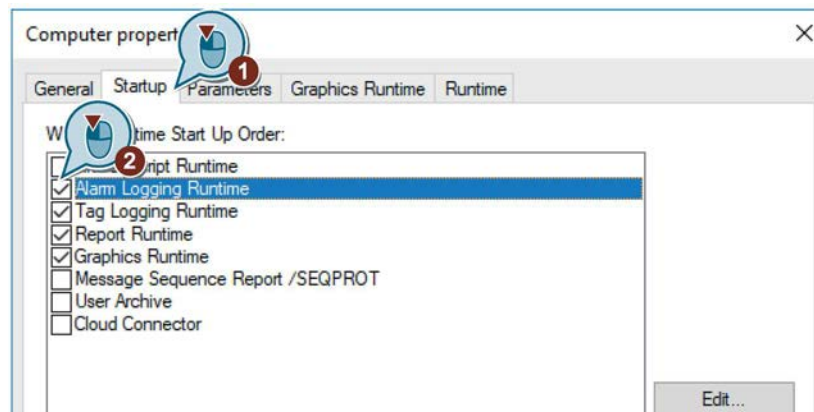 Computer propert
1
General Startup Parameters Graphics Runtime Runtime
W time Start Up Order:
2
ript Runtime
Alarm Logging Runtime
Tag Logging Runtime
Report Runtime
Graphics Runtime
Message Sequence Report /SEQPROT
User Archive
Cloud Connector
Edit...